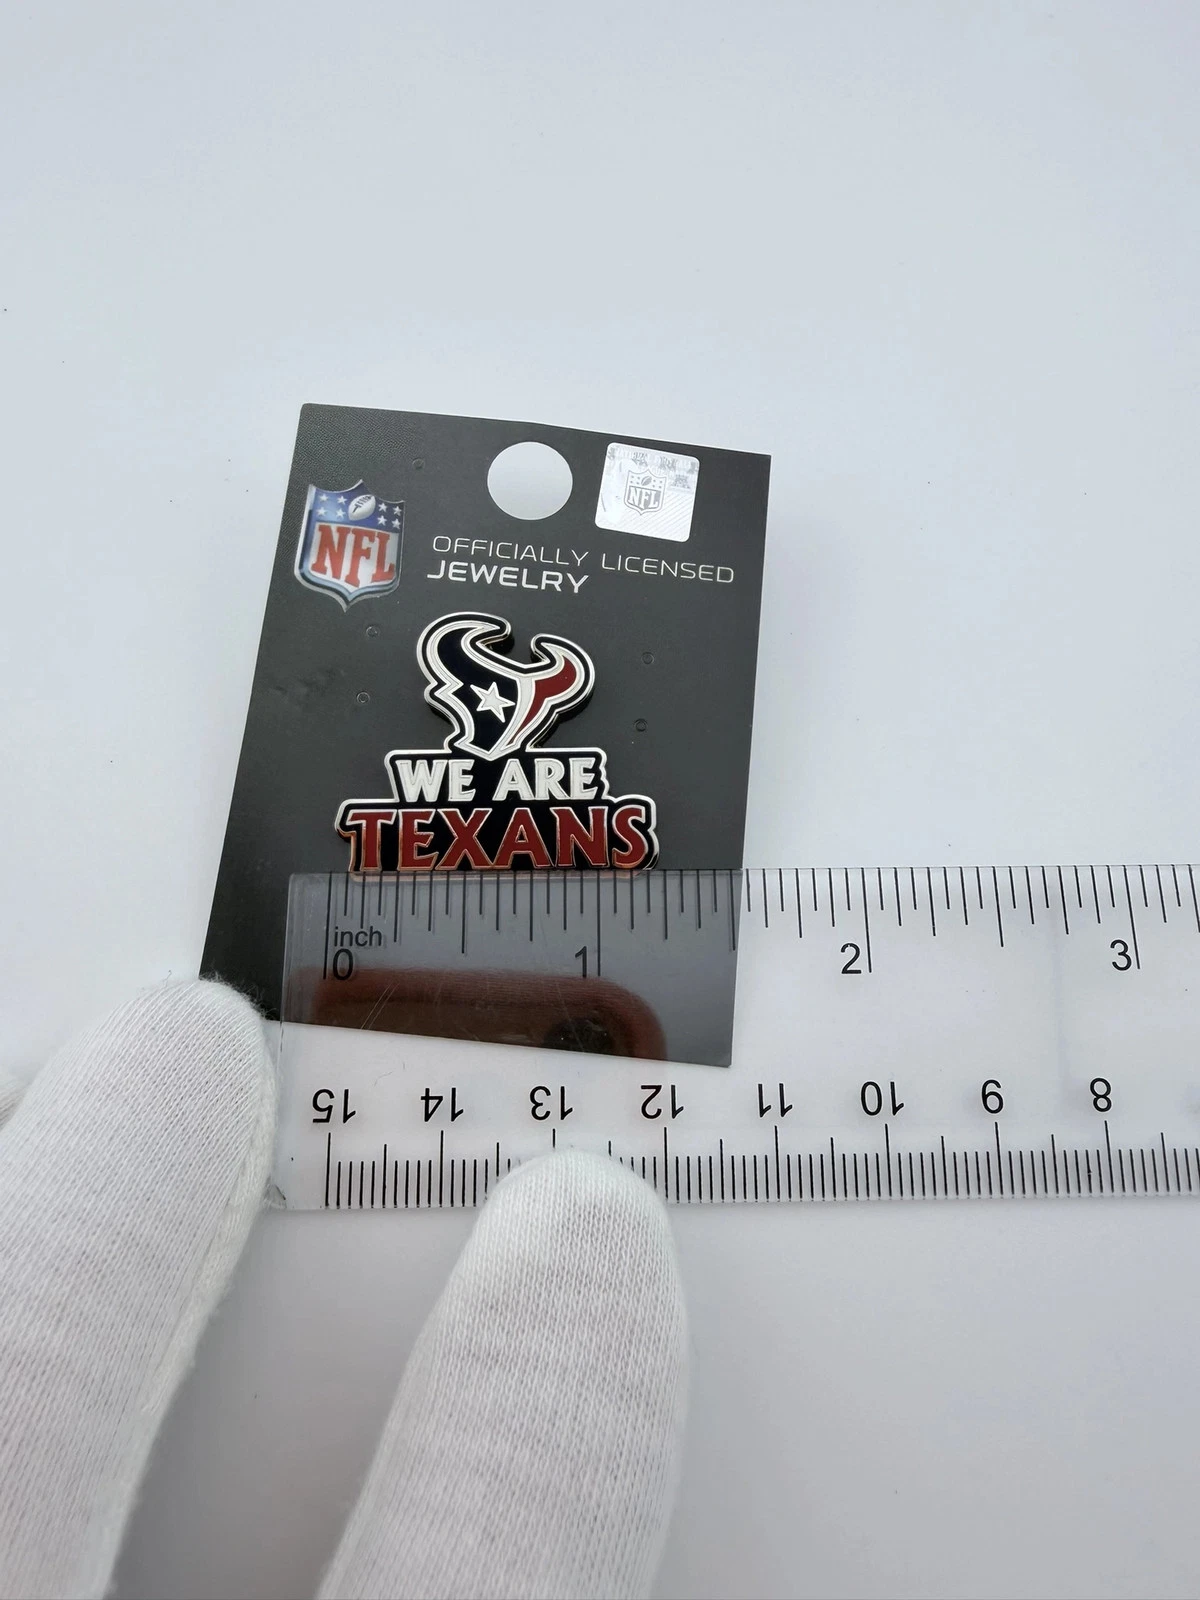 NFL
NFL
OFFICIALLY LICENSED
JEWELRY
WE ARE
TEXANS
inch
0 1 2 3
15 14 13 12 11 10 9 8